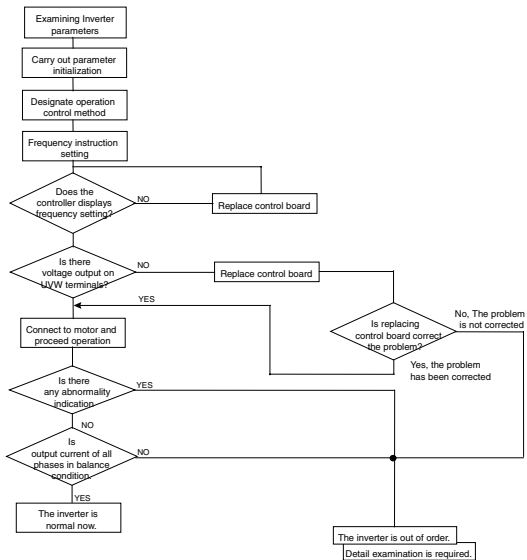 Examining Inverter
parameters
Carry out parameter
initialization
Designate operation
control method
Frequency instruction
setting
Does the
controller displays
frequency setting?
NO
Replace control board
Is there
voltage output on
UVW terminals?
NO
Replace control board
YES
Is replacing
control board correct
the problem?
No, The problem
is not corrected
Yes, the problem
has been corrected
Connect to motor and
proceed operation
Is there
any abnormality
indication
YES
NO
Is
output current of all
phases in balance
condition.
NO
YES
The inverter is
normal now.
The inverter is out of order.
Detail examination is required.